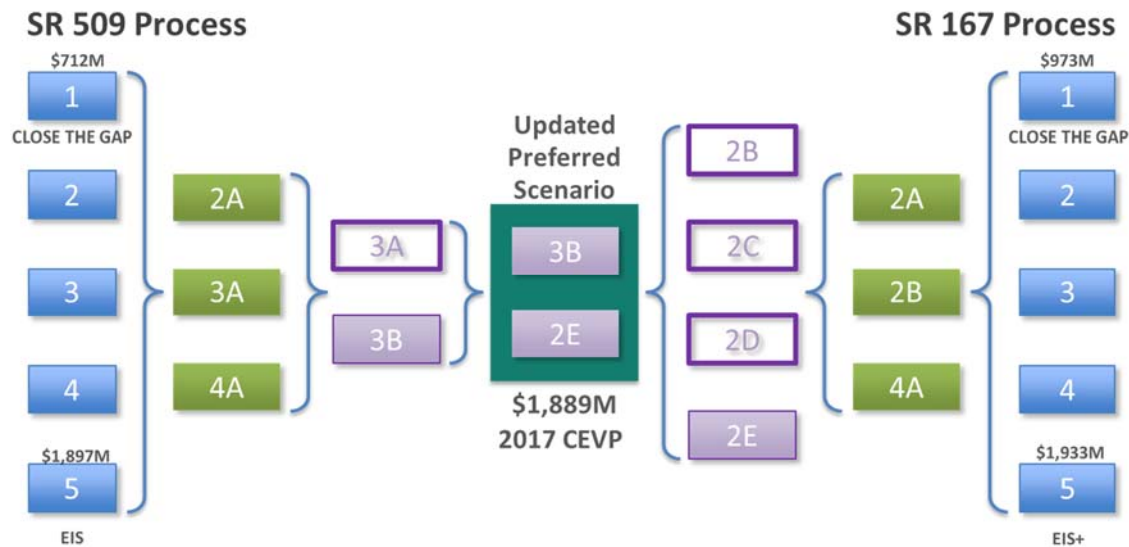 SR 509 Process
SR 167 Process
$712M
1
CLOSE THE GAP
2
3
4
$1,897M
5
EIS
2A
3A
4A
3A
3B
Updated
Preferred
Scenario
3B
2E
$1,889M
2017 CEVP
2B
2C
2D
2E
2A
2B
4A
$973M
1
CLOSE THE GAP
2
3
4
$1,933M
5
EIS+